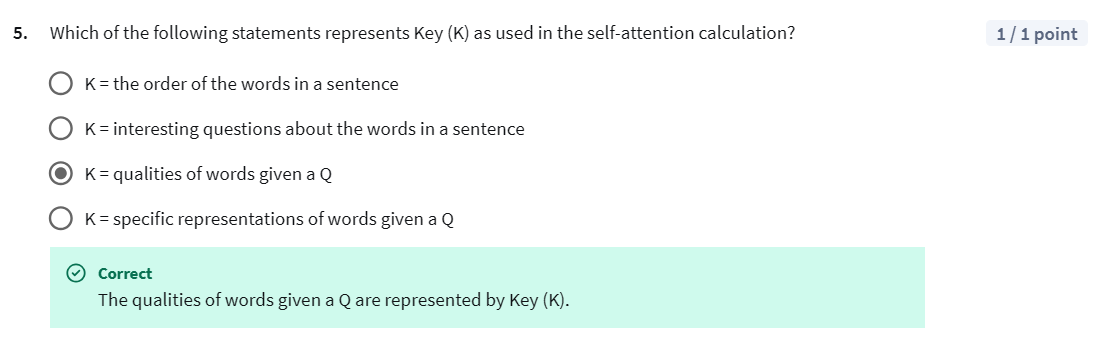 5. Which of the following statements represents Key (K) as used in the self-attention calculation? 1 / 1 point
K = the order of the words in a sentence
K = interesting questions about the words in a sentence
K = qualities of words given a Q
K = specific representations of words given a Q
Correct
The qualities of words given a Q are represented by Key (K).